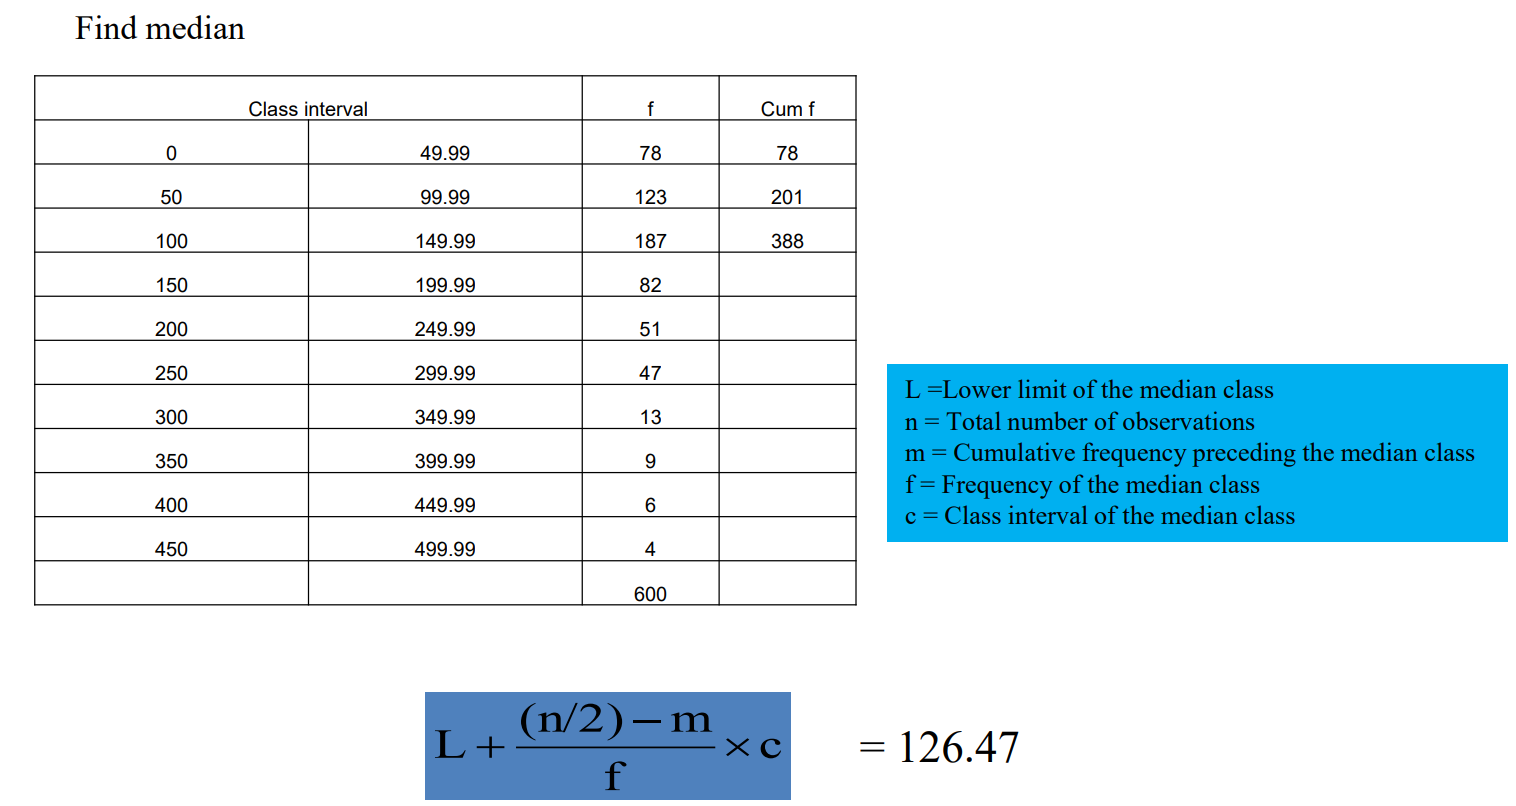 Find median
Class interval f Cum f
0 49.99 78 78
50 99.99 123 201
100 149.99 187 388
150 199.99 82
200 249.99 51
250 299.99 47
300 349.99 13
350 399.99 9
400 449.99 6
450 499.99 4
600
L =Lower limit of the median class
n = Total number of observations
m = Cumulative frequency preceding the median class
f = Frequency of the median class
c = Class interval of the median class
L + (n/2) − m
f
× c = 126.47